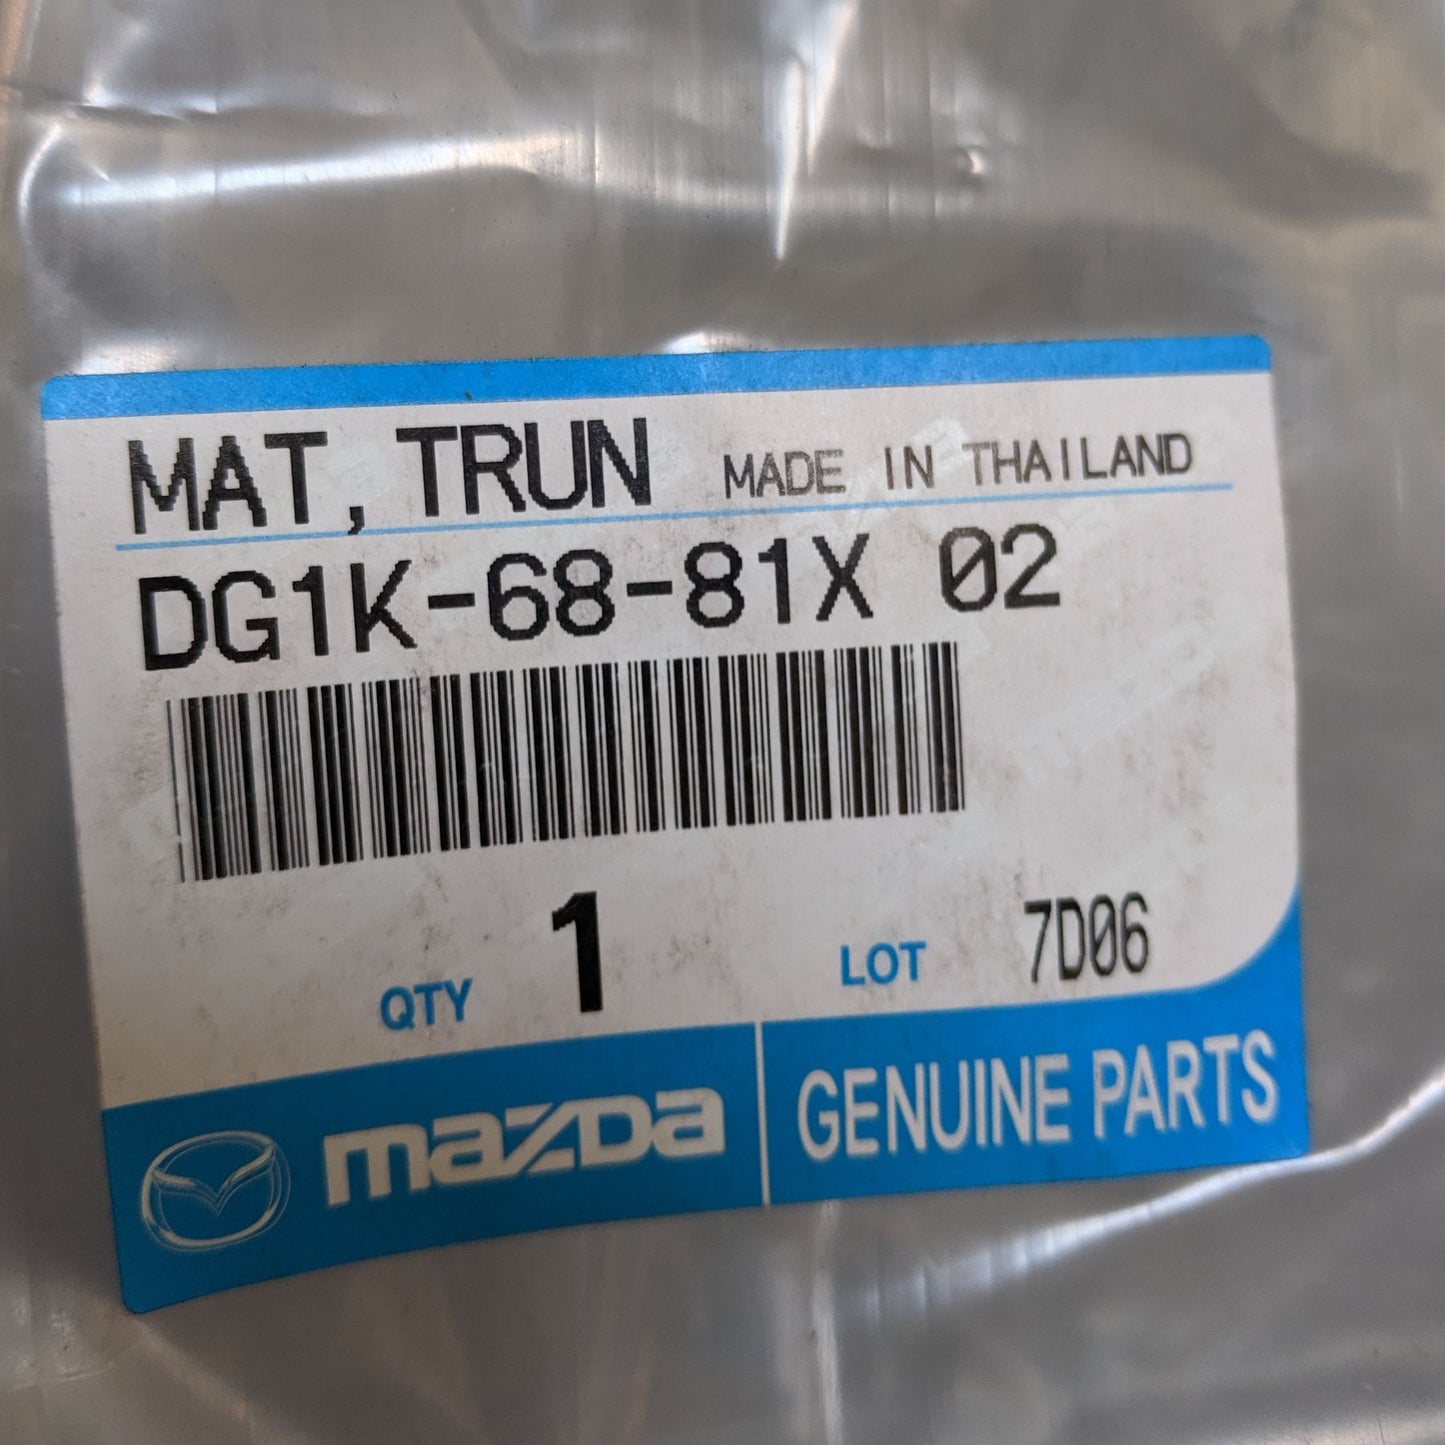 MAT, TRUN MADE IN THAILAND
DG1K-68-81X 02
QTY 1 LOT 7D06
mazDa GENUINE PARTS